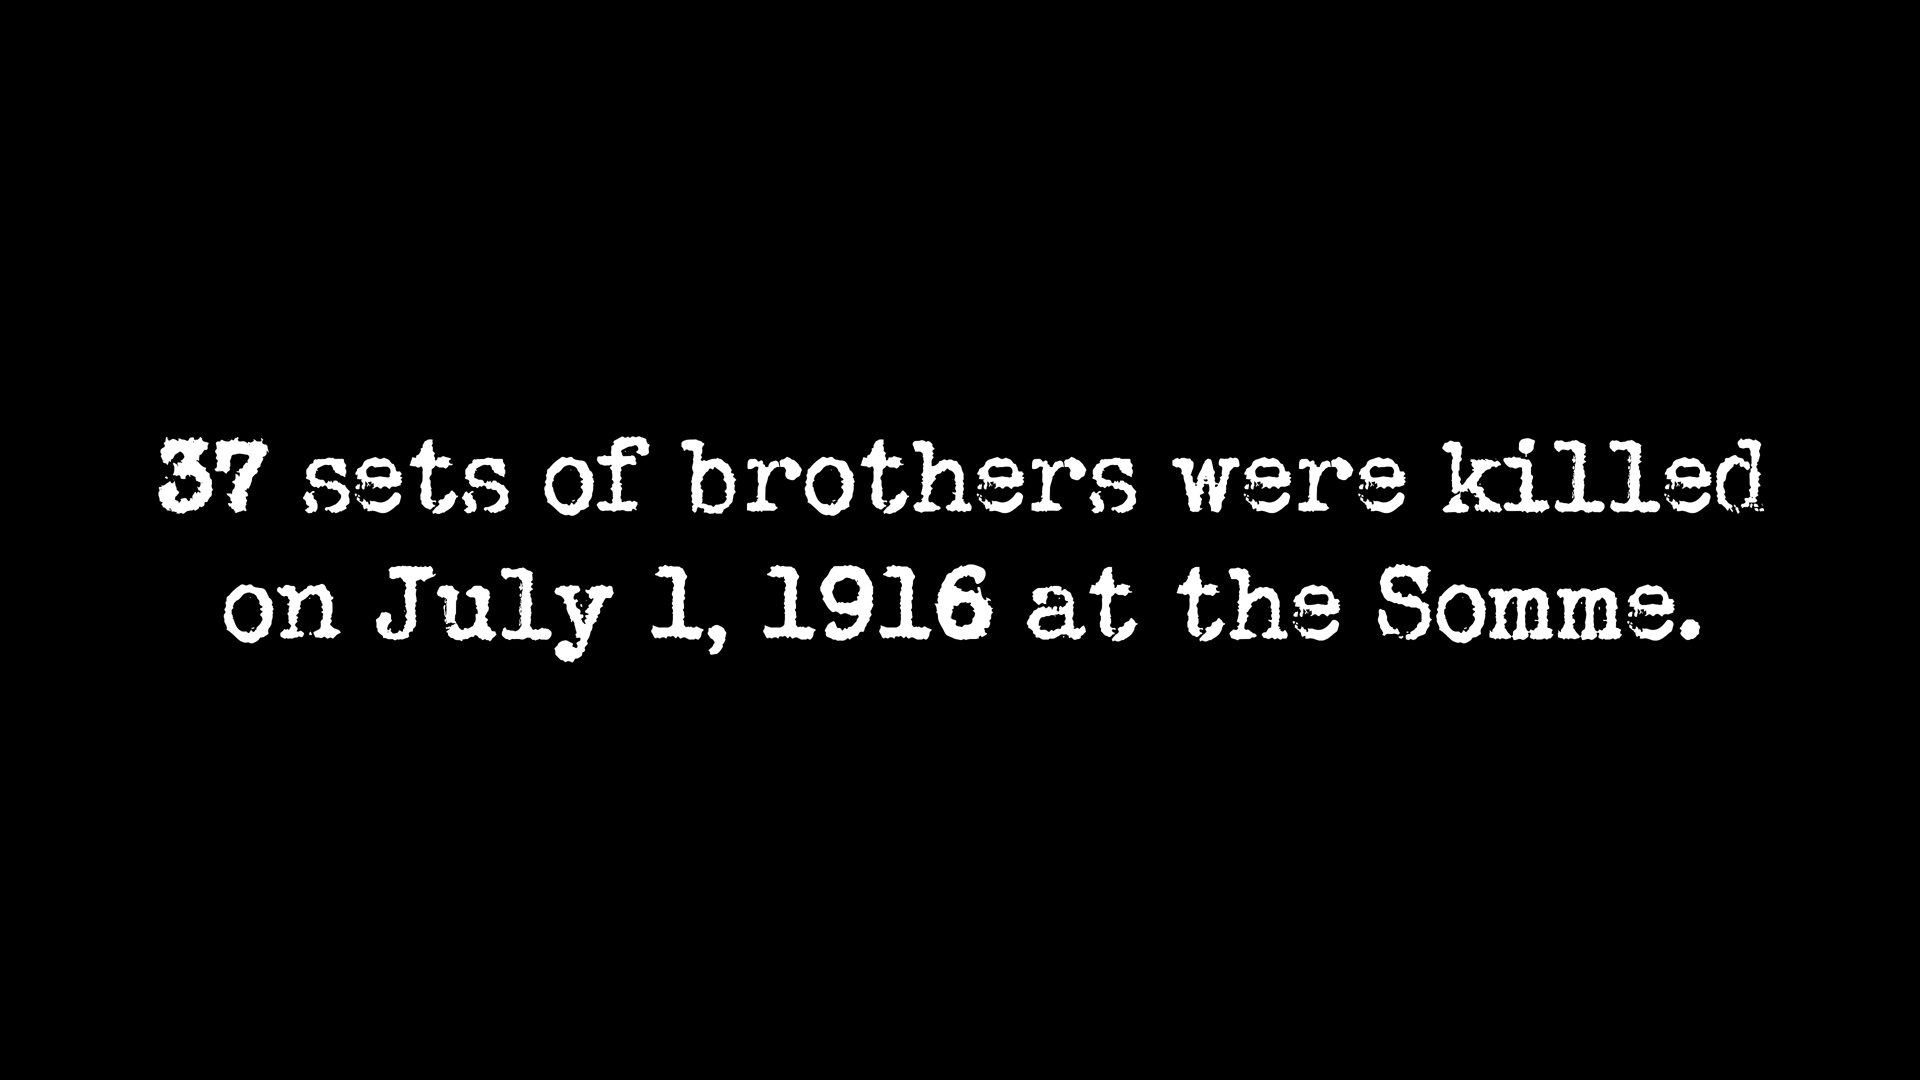 37 sets of brothers were killed
on July 1, 1916 at the Somme.